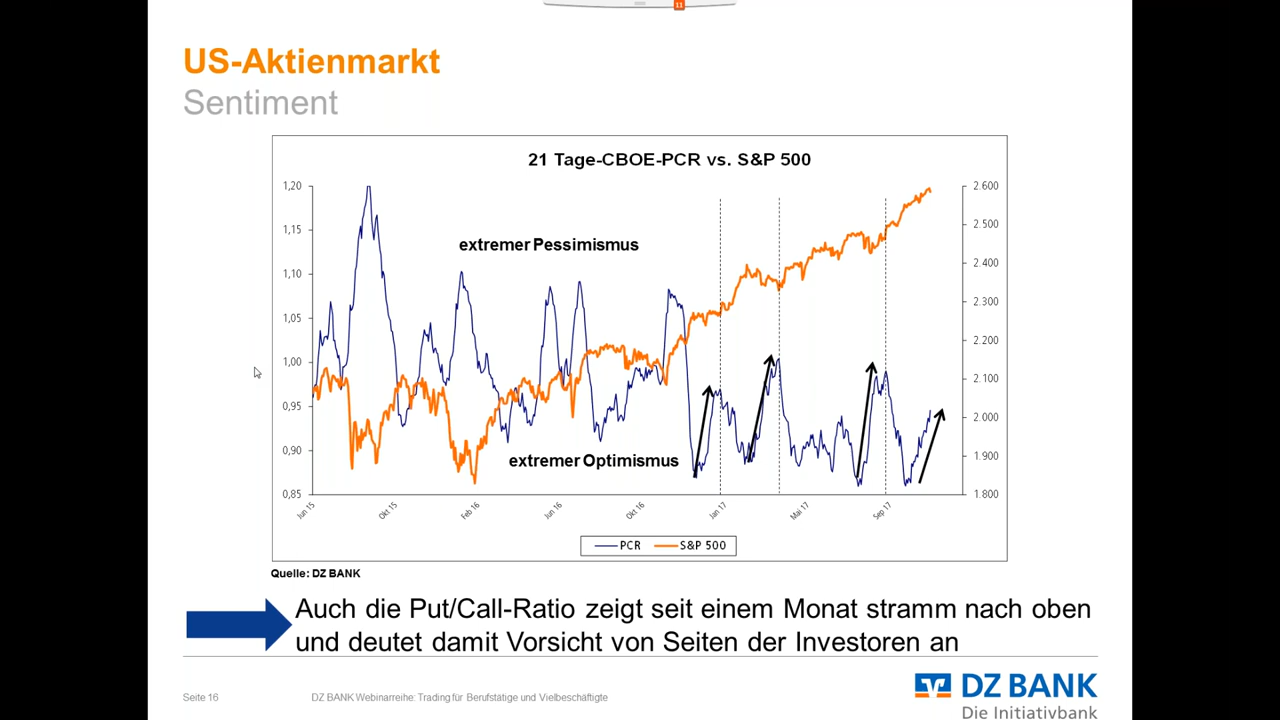 11
US-Aktienmarkt
Sentiment
21 Tage-CBOE-PCR vs. S&P 500
1,20
1,15
1,10
1,05
1,00
0,95
0,90
0,85
2.600
2.500
2.400
2.300
2.200
2.100
2.000
1.900
1.800
extremer Pessimismus
extremer Optimismus
Jun 15
Okt 15
Feb 16
Jun 16
Okt 16
Jan 17
Mai 17
Sep 17
PCR S&P 500
Quelle: DZ BANK
Auch die Put/Call-Ratio zeigt seit einem Monat stramm nach oben
und deutet damit Vorsicht von Seiten der Investoren an
Seite 16 DZ BANK Webinarreihe: Trading für Berufstätige und Vielbeschäftigte
DZ BANK
Die Initiativbank